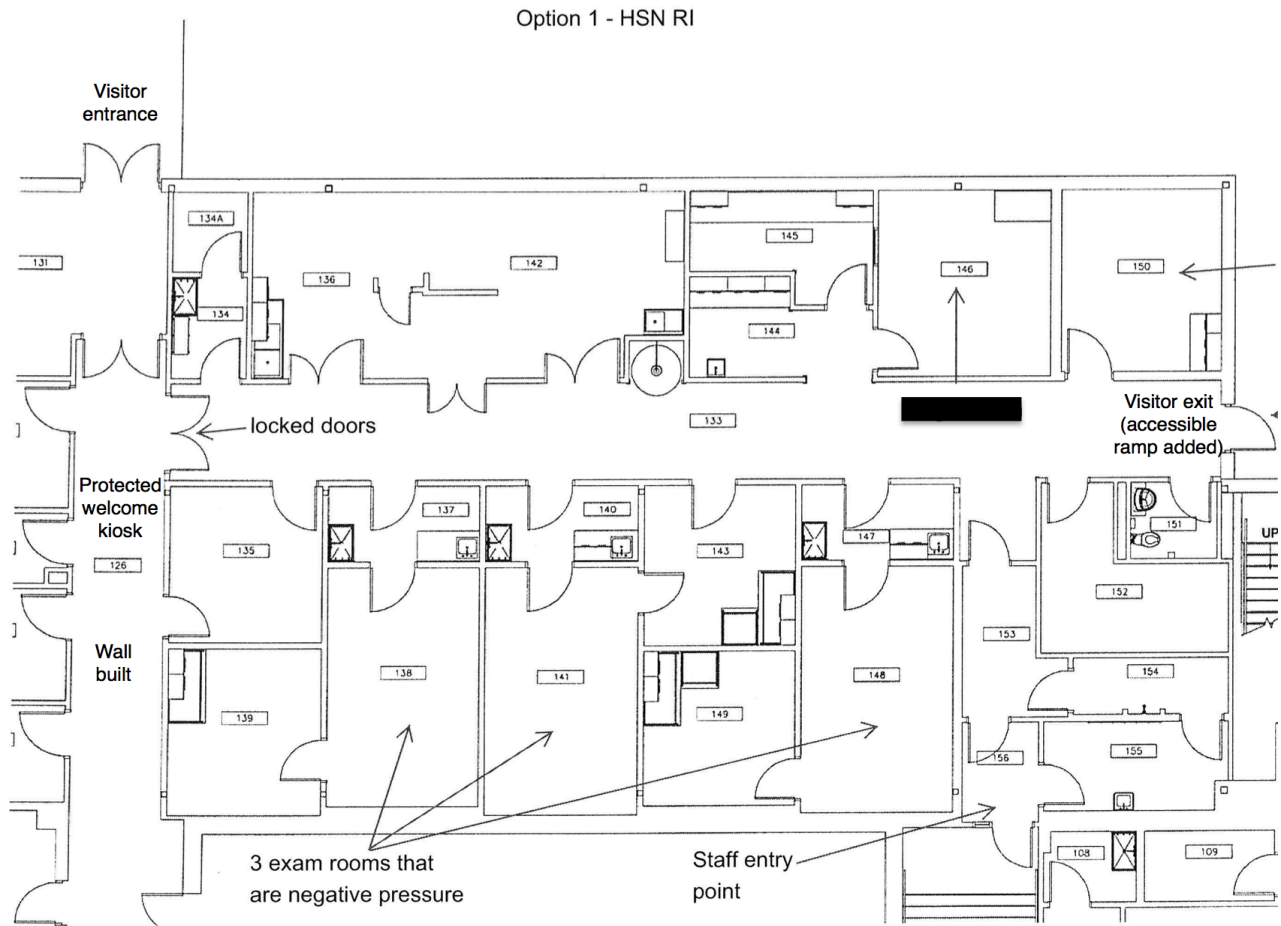 Option 1 - HSN RI
Visitor
entrance
134A
131
136
142
145
146
150
134
144
locked doors
133
Visitor exit
(accessible
ramp added)
Protected
welcome
kiosk
126
135
137
140
143
147
151
UP
152
Wall
built
153
138
141
148
154
139
149
156
155
3 exam rooms that
are negative pressure
Staff entry
point
108
109